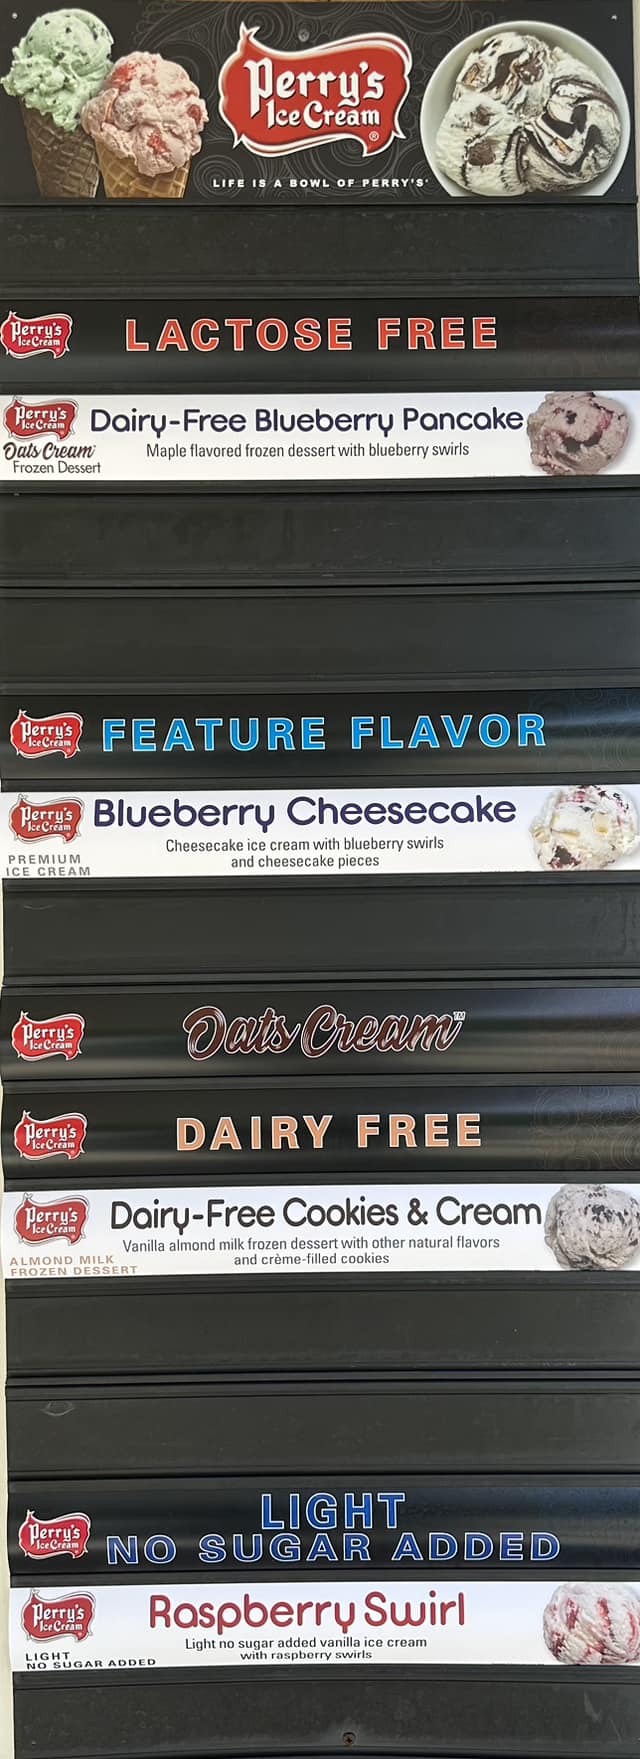 Perry's
Ice Cream®
LIFE IS A BOWL OF PERRY'S®
Perry's
Ice Cream
LACTOSE FREE
Perry's
Ice Cream
Dairy-Free Blueberry Pancake
Oats Cream™
Maple flavored frozen dessert with blueberry swirls
Frozen Dessert
Perry's
Ice Cream
FEATURE FLAVOR
Perry's
Ice Cream
Blueberry Cheesecake
Cheesecake ice cream with blueberry swirls
and cheesecake pieces
PREMIUM
ICE CREAM
Perry's
Ice Cream
Oats Cream™
Perry's
Ice Cream
DAIRY FREE
Perry's
Ice Cream
Dairy-Free Cookies & Cream
Vanilla almond milk frozen dessert with other natural flavors
and crème-filled cookies
ALMOND MILK
FROZEN DESSERT
Perry's
Ice Cream
LIGHT
NO SUGAR ADDED
Perry's
Ice Cream
Raspberry Swirl
Light no sugar added vanilla ice cream
with raspberry swirls
LIGHT
NO SUGAR ADDED